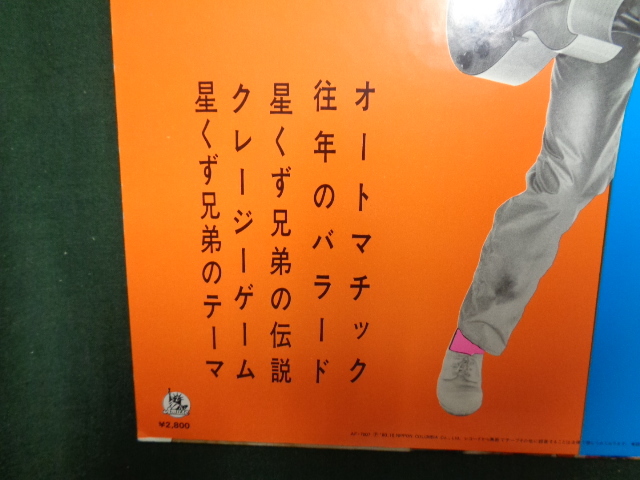 オートマチック
往年のバラード
星くず兄弟の伝説
クレージーゲーム
星くず兄弟のテーマ
¥2,800